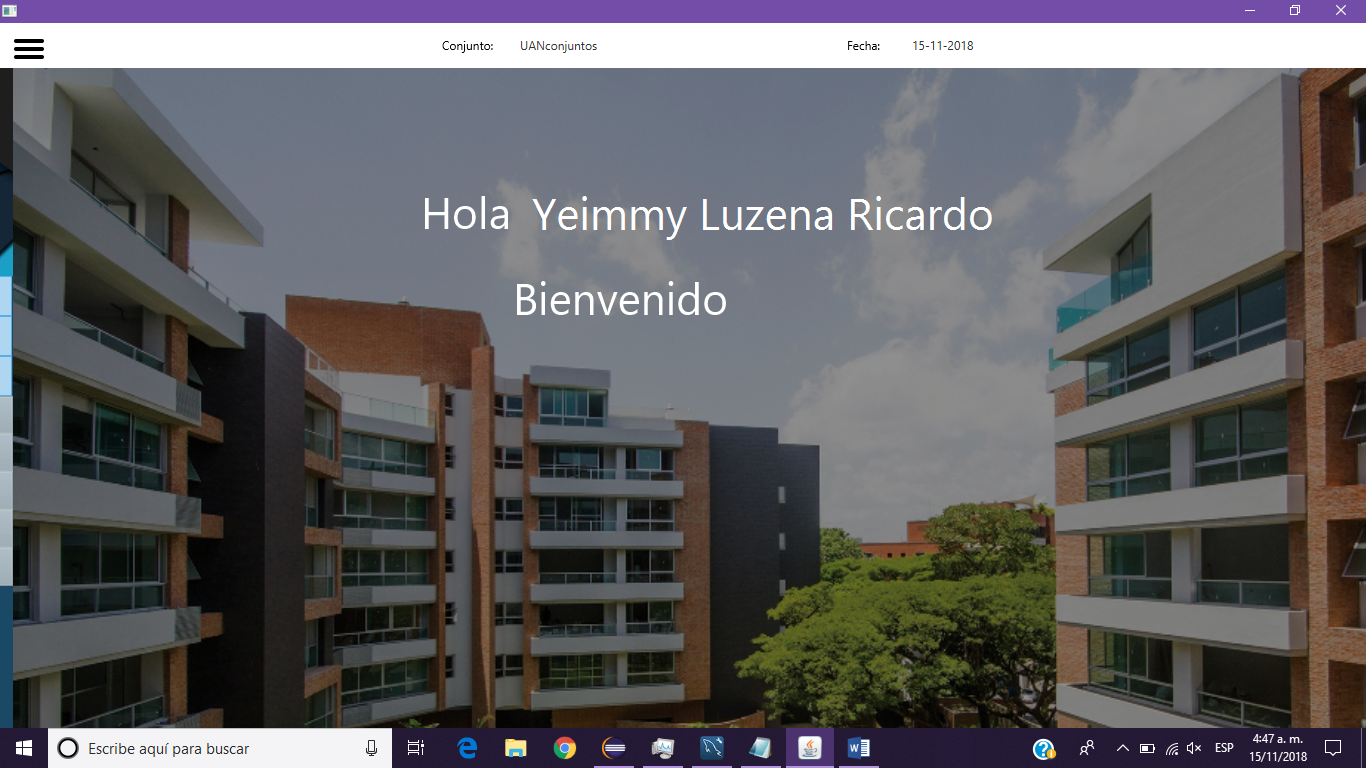 Conjunto: UANconjuntos Fecha: 15-11-2018
Hola Yeimmy Luzena Ricardo
Bienvenido
Escribe aquí para buscar
ESP
4:47 a. m.
15/11/2018